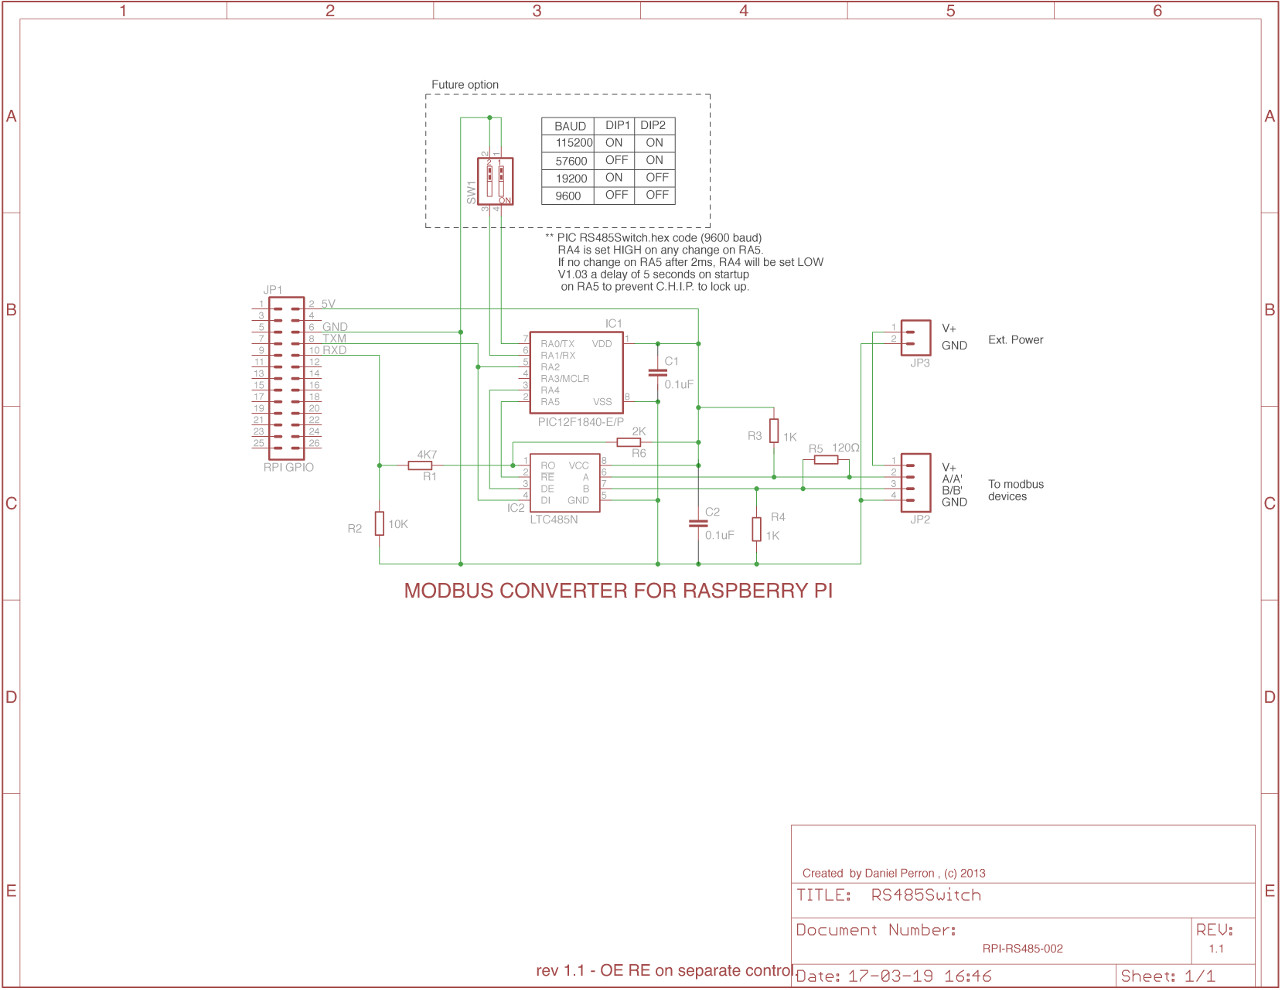 1 2 3 4 5 6
A A
B B
C C
D D
E E
Future option
BAUD DIP1 DIP2
115200 ON ON
57600 OFF ON
19200 ON OFF
9600 OFF OFF
SW1
2 1
3 4
ON
** PIC RS485Switch.hex code (9600 baud)
RA4 is set HIGH on any change on RA5.
If no change on RA5 after 2ms, RA4 will be set LOW
V1.03 a delay of 5 seconds on startup
on RA5 to prevent C.H.I.P. to lock up.
JP1
1 2 5V
3 4
5 6 GND
7 8 TXM
9 10 RXD
11 12
13 14
15 16
17 18
19 20
21 22
23 24
25 26
RPI GPIO
IC1
7 RA0/TX VDD 1
6 RA1/RX
5 RA2
4 RA3/MCLR
3 RA4
2 RA5 VSS 8
PIC12F1840-E/P
C1
0.1uF
2K
R6
4K7
R1
R2 10K
1 RO VCC 8
2 RE A 6
3 DE B 7
4 DI GND 5
IC2
LTC485N
C2
0.1uF
R3 1K
R4
1K
R5 120Ω
1 V+
2 GND
Ext. Power
JP3
1 V+
2 A/A'
3 B/B'
4 GND
To modbus
devices
JP2
MODBUS CONVERTER FOR RASPBERRY PI
Created by Daniel Perron , (c) 2013
TITLE: RS485Switch
Document Number:
RPI-RS485-002
REV:
1.1
rev 1.1 - OE RE on separate control.
Date: 17-03-19 16:46
Sheet: 1/1